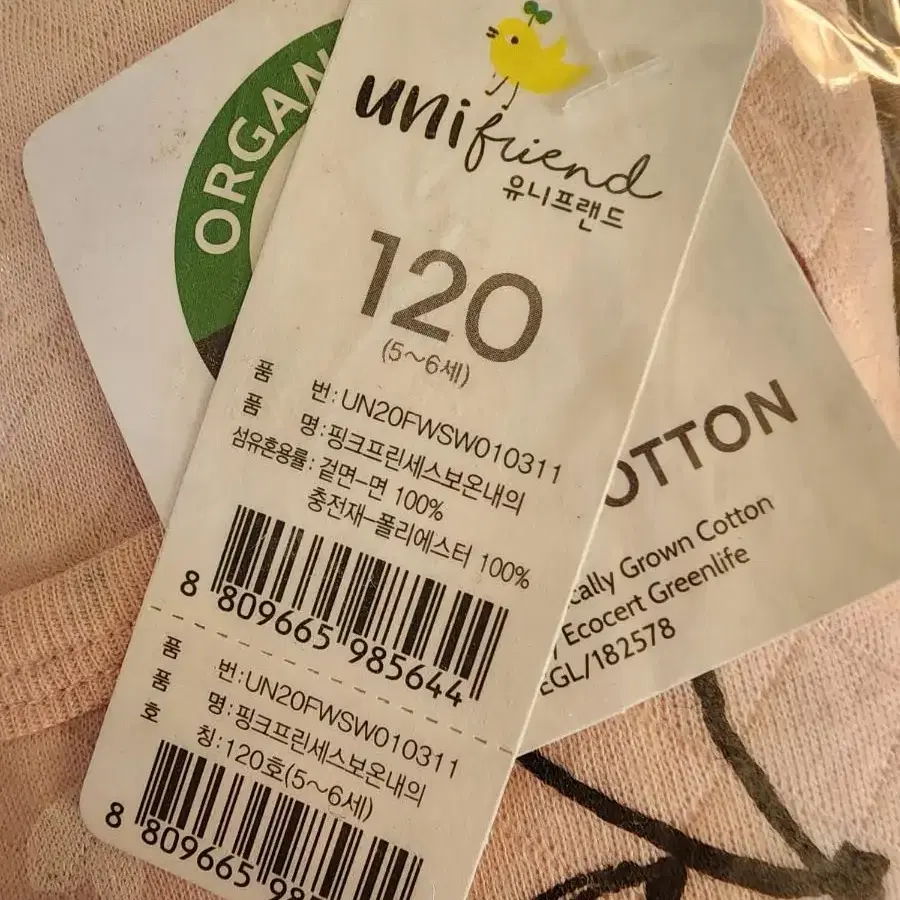 ORGAN
uni friend
유니프랜드
120
(5~6세)
품 번:UN20FWSW010311
품 명:핑크프린세스보온내의
섬유혼용률:겉면-면 100%
충전재-폴리에스터 100%
8 809665 985644
품 번:UN20FWSW010311
품 명:핑크프린세스보온내의
호 칭:120호(5~6세)
8 809665
OTTON
cally Grown Cotton
Ecocert Greenlife
EGL/182578